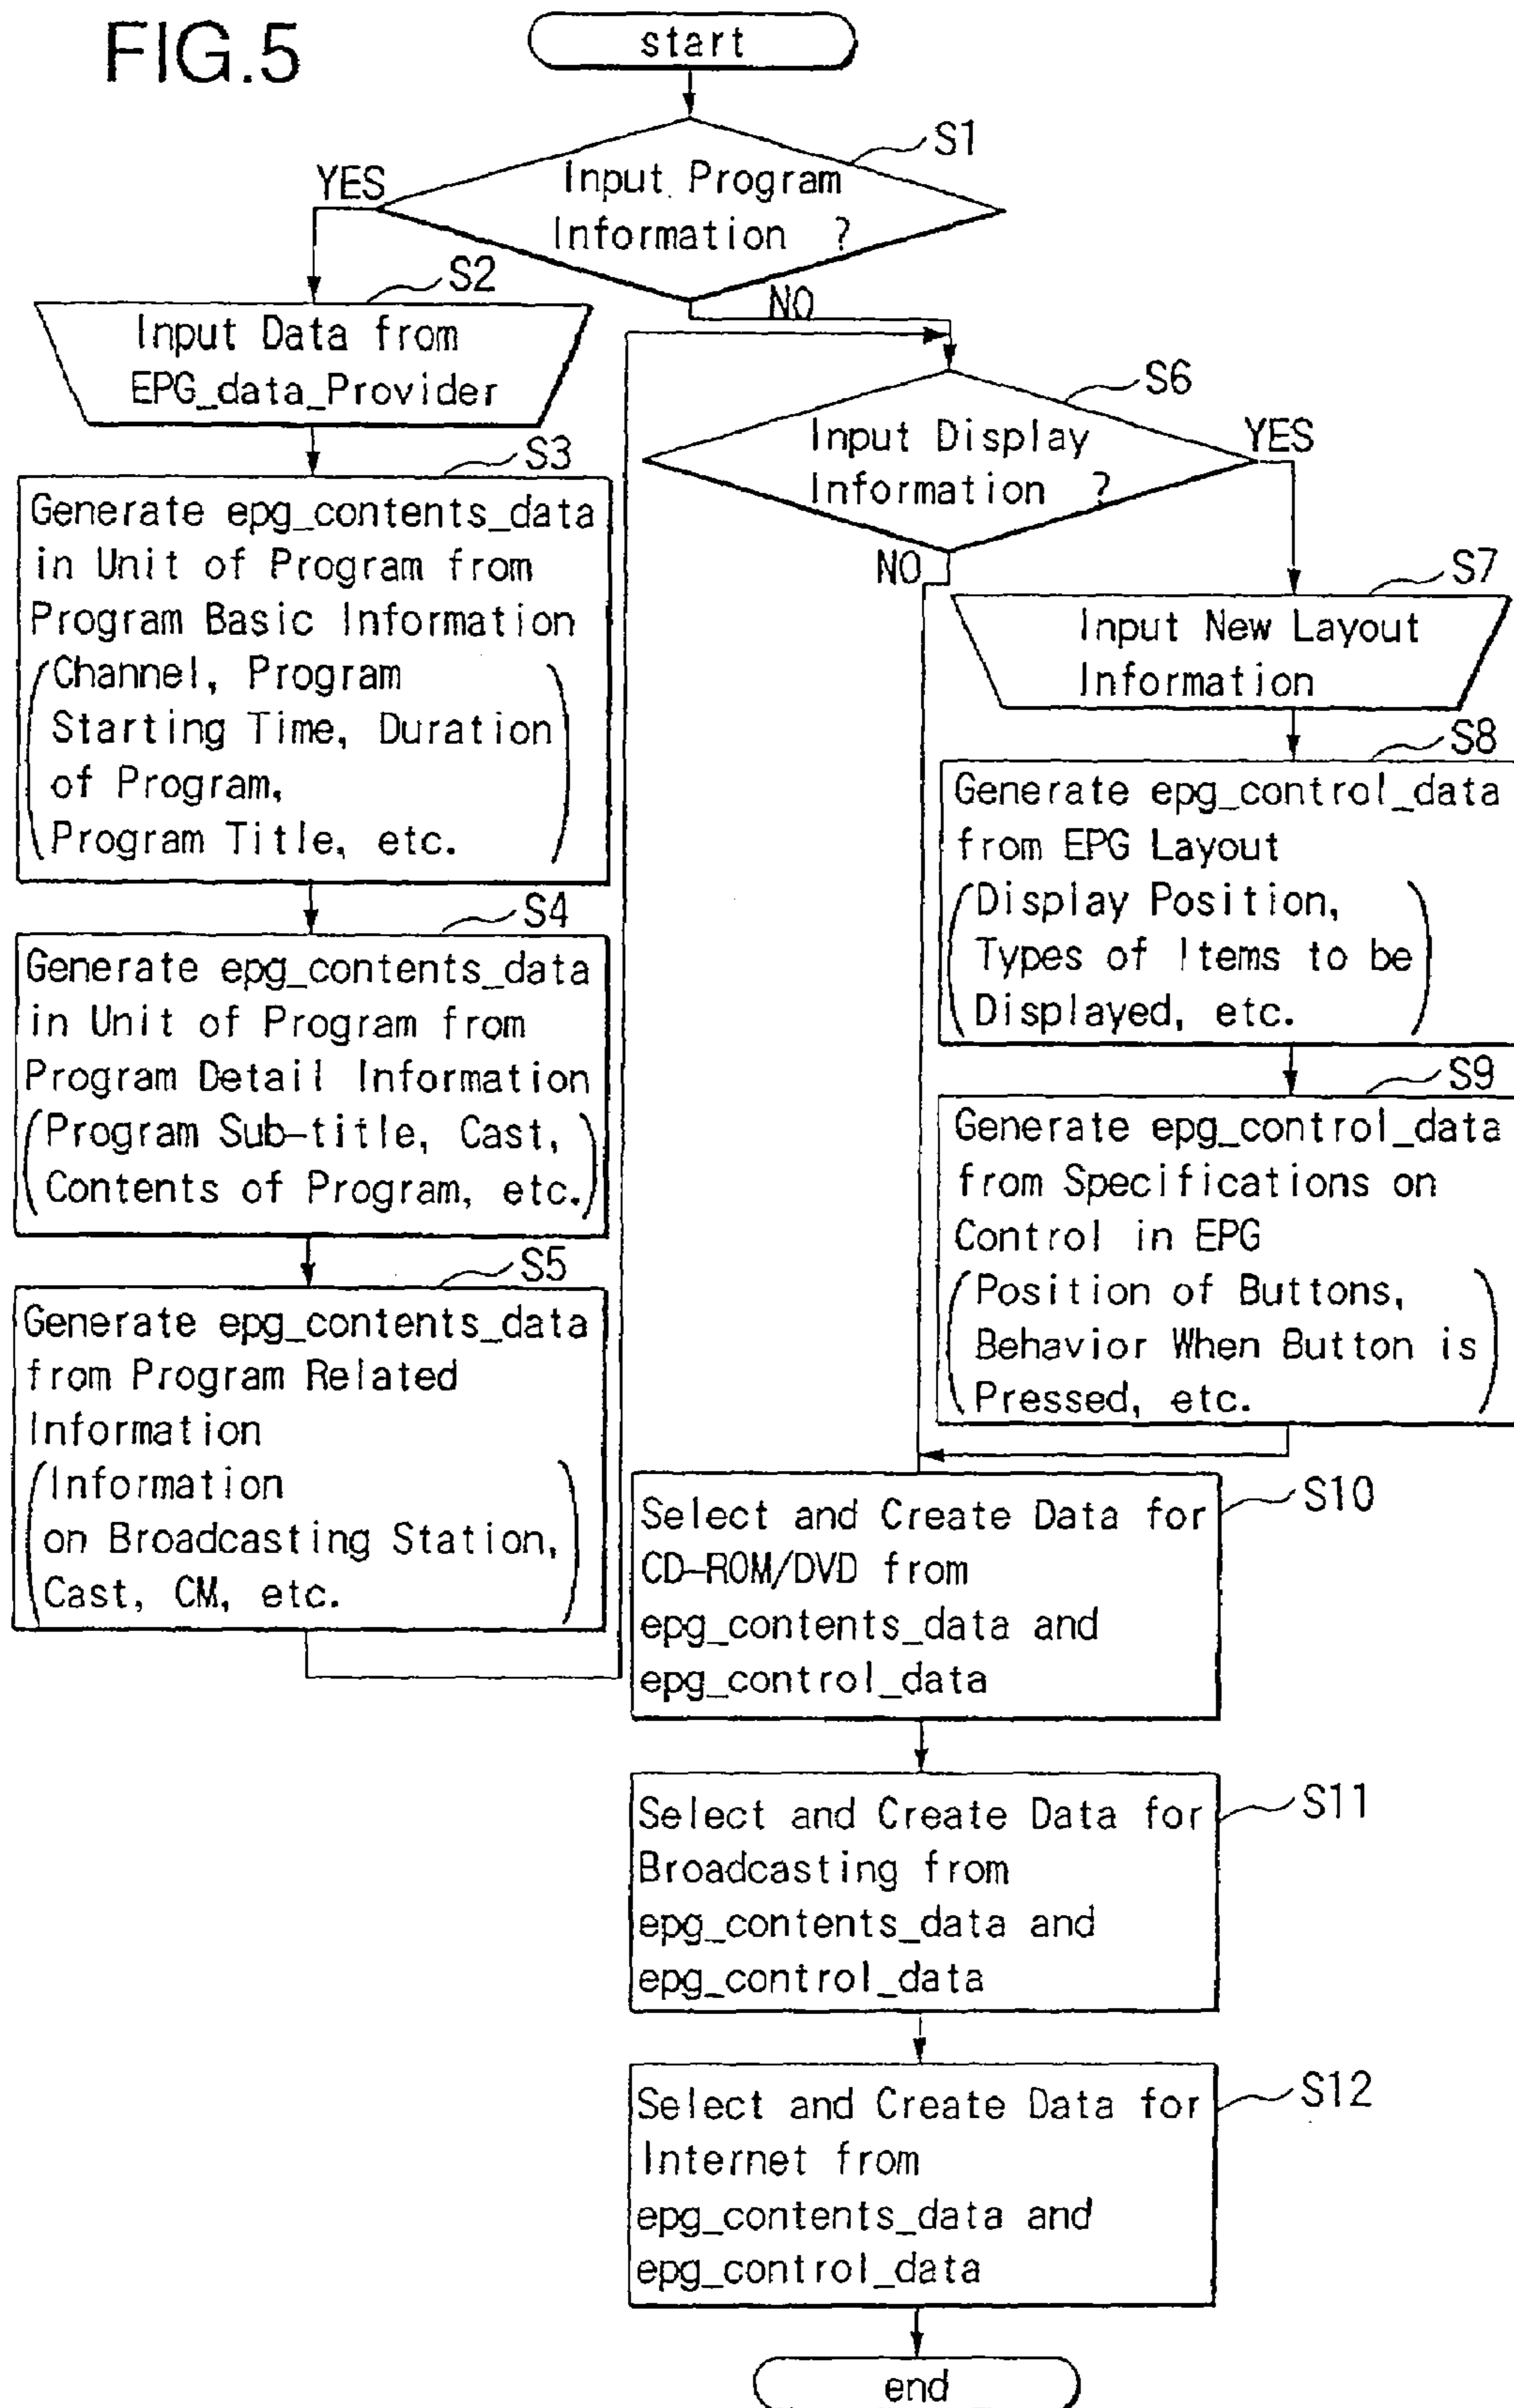 FIG.5
start
S1
Input Program
Information ?
YES
NO
S2
Input Data from
EPG_data_Provider
S3
Generate epg_contents_data
in Unit of Program from
Program Basic Information
(Channel, Program
Starting Time, Duration
of Program,
Program Title, etc.)
S4
Generate epg_contents_data
in Unit of Program from
Program Detail Information
(Program Sub-title, Cast,
Contents of Program, etc.)
S5
Generate epg_contents_data
from Program Related
Information
(Information
on Broadcasting Station,
Cast, CM, etc.)
S6
Input Display
Information ?
YES
NO
S7
Input New Layout
Information
S8
Generate epg_control_data
from EPG Layout
(Display Position,
Types of Items to be
Displayed, etc.)
S9
Generate epg_control_data
from Specifications on
Control in EPG
(Position of Buttons,
Behavior When Button is
Pressed, etc.)
S10
Select and Create Data for
CD-ROM/DVD from
epg_contents_data and
epg_control_data
S11
Select and Create Data for
Broadcasting from
epg_contents_data and
epg_control_data
S12
Select and Create Data for
Internet from
epg_contents_data and
epg_control_data
end